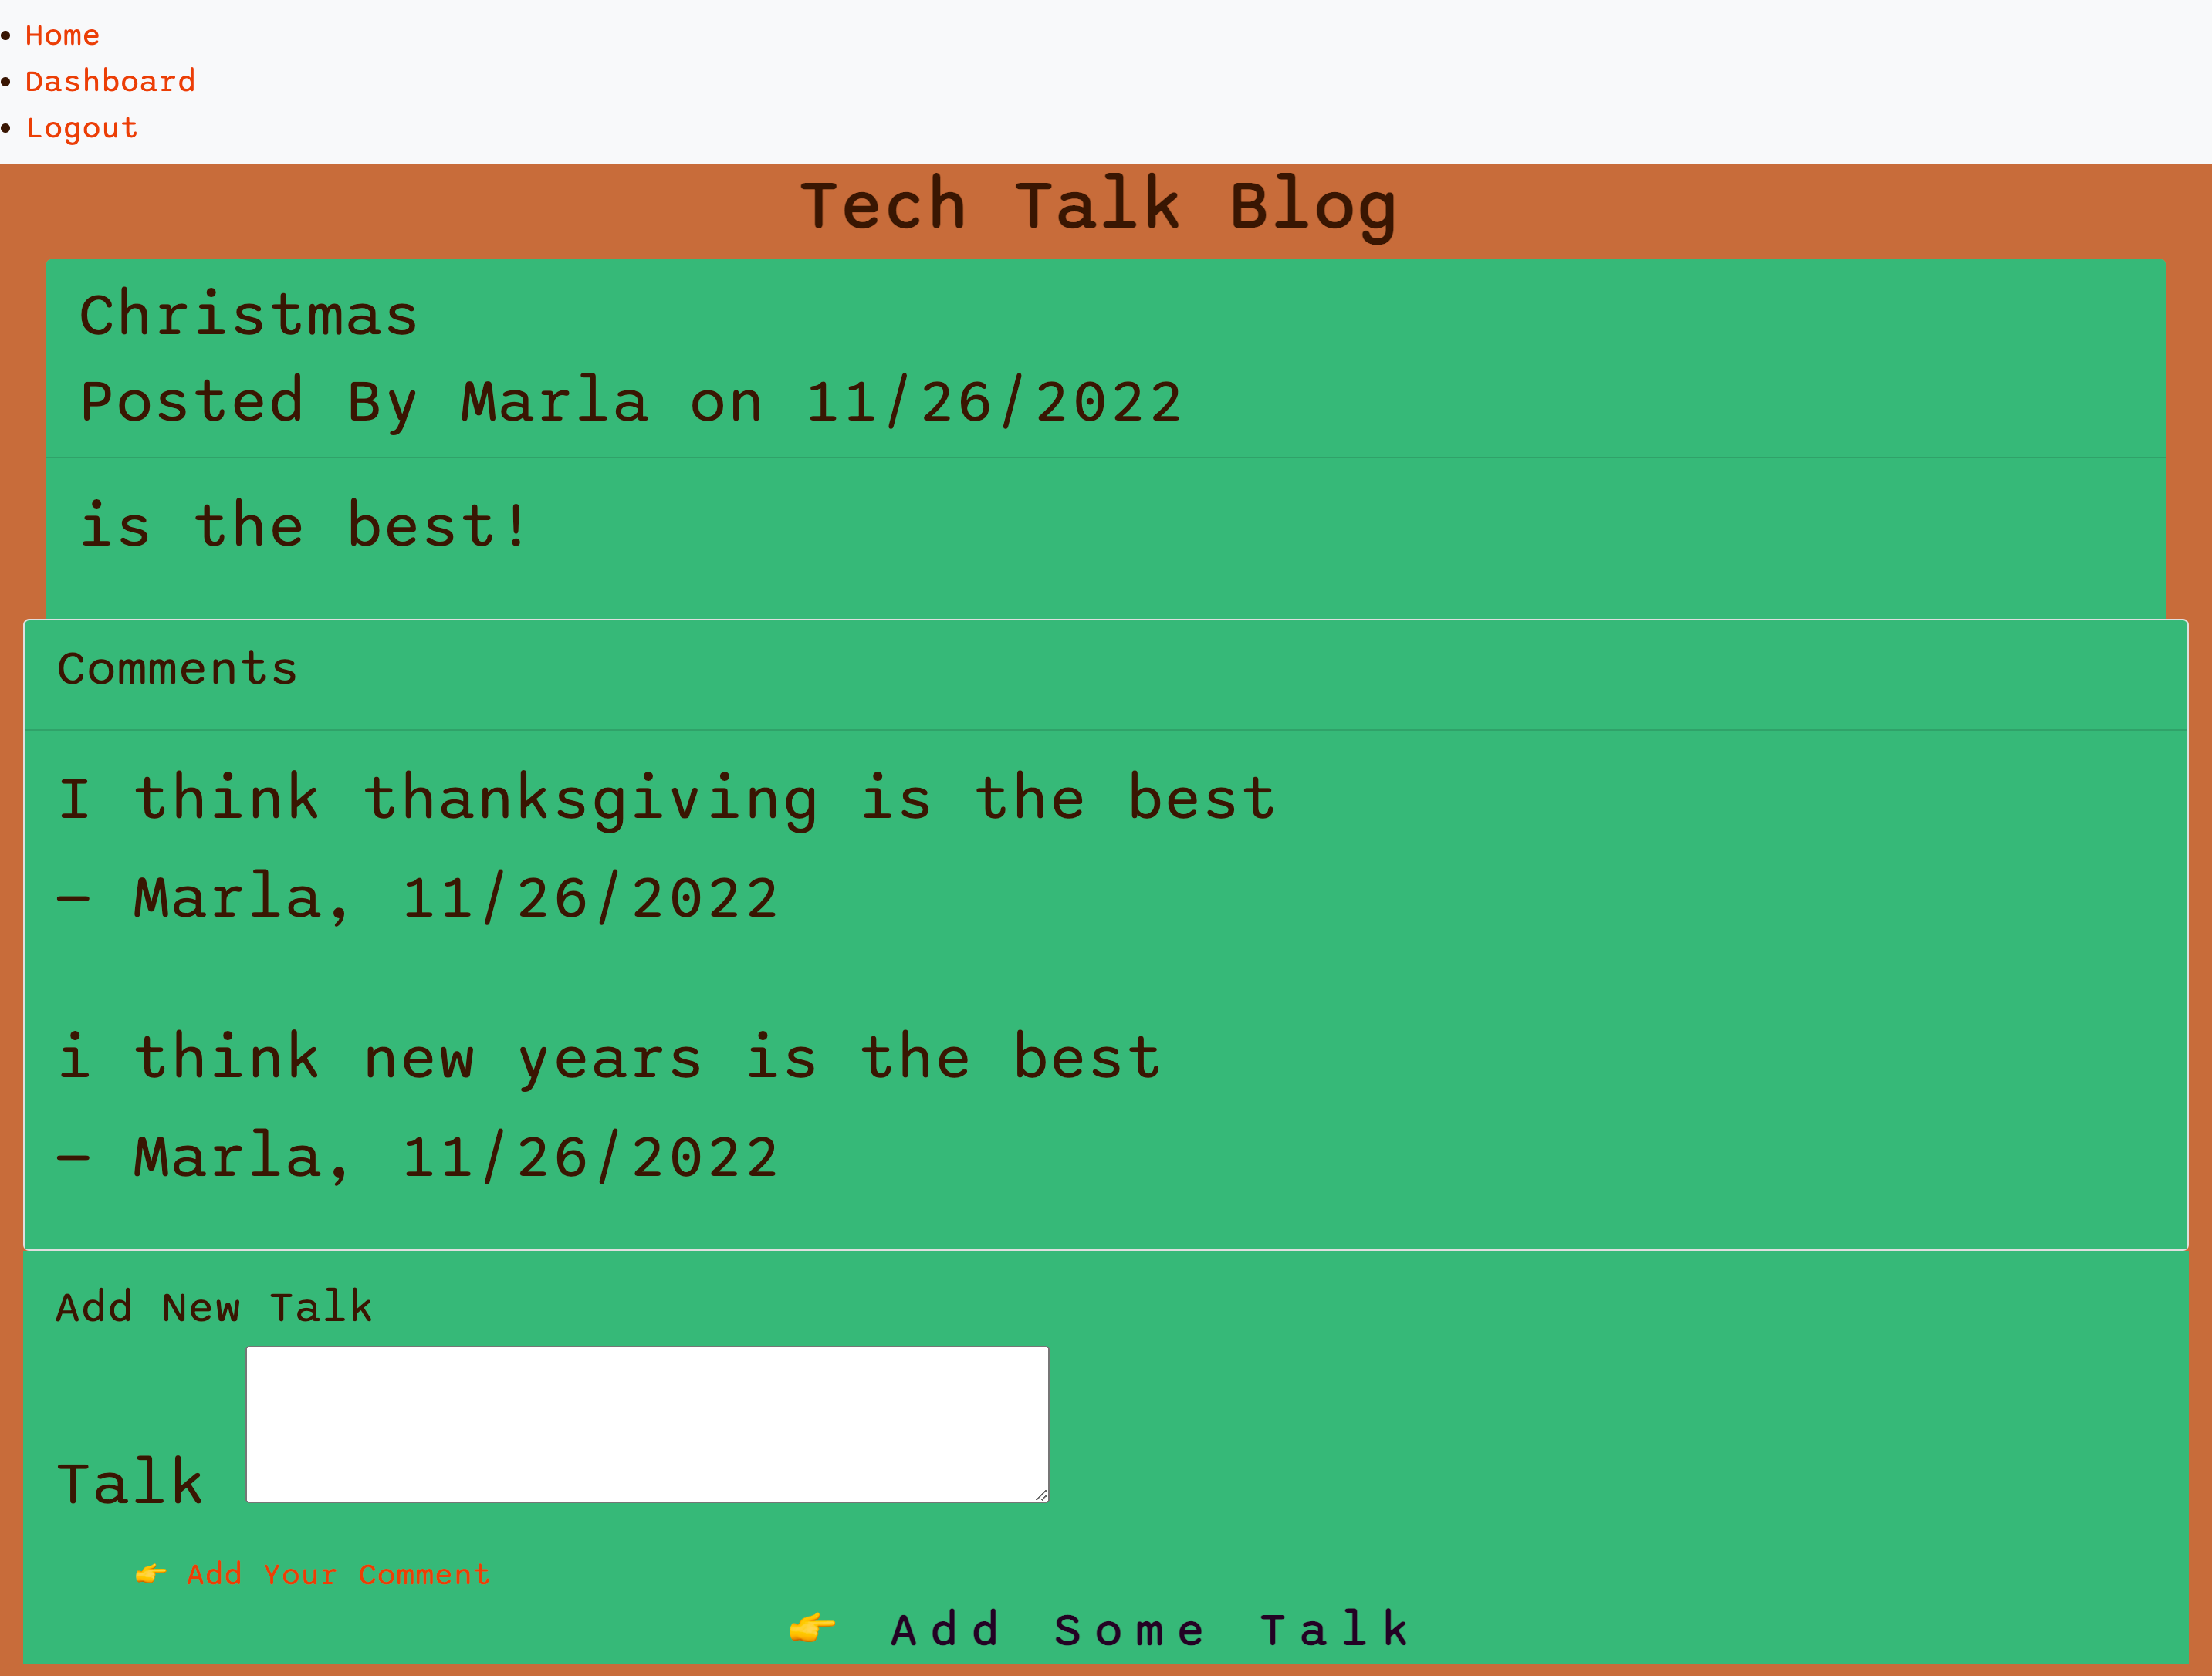 Home
Dashboard
Logout
Tech Talk Blog
Christmas
Posted By Marla on 11/26/2022
is the best!
Comments
I think thanksgiving is the best
— Marla, 11/26/2022
i think new years is the best
— Marla, 11/26/2022
Add New Talk
Talk
👉 Add Your Comment
👉 Add Some Talk